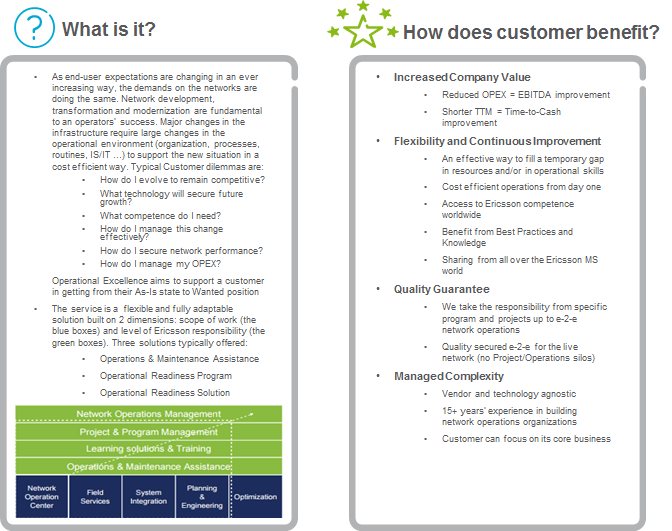 What is it?
As end-user expectations are changing in an ever
increasing way, the demands on the networks are
doing the same. Network development,
transformation and modernization are fundamental
to an operators' success. Major changes in the
infrastructure require large changes in the
operational environment (organization, processes,
routines, IS/IT ...) to support the new situation in a
cost efficient way. Typical Customer dilemmas are:
How do I evolve to remain competitive?
What technology will secure future
growth?
What competence do I need?
How do I manage this change
effectively?
How do I secure network performance?
How do I manage my OPEX?
Operational Excellence aims to support a customer
in getting from their As-Is state to Wanted position
The service is a flexible and fully adaptable
solution built on 2 dimensions: scope of work (the
blue boxes) and level of Ericsson responsibility (the
green boxes). Three solutions typically offered:
Operations & Maintenance Assistance
Operational Readiness Program
Operational Readiness Solution
Network Operations Management
Project & Program Management
Learning solutions & Training
Operations & Maintenance Assistance
Network
Operation
Center
Field
Services
System
Integration
Planning
&
Engineering
Optimization
How does customer benefit?
Increased Company Value
Reduced OPEX = EBITDA improvement
Shorter TTM = Time-to-Cash
improvement
Flexibility and Continuous Improvement
An effective way to fill a temporary gap
in resources and/or in operational skills
Cost efficient operations from day one
Access to Ericsson competence
worldwide
Benefit from Best Practices and
Knowledge
Sharing from all over the Ericsson MS
world
Quality Guarantee
We take the responsibility from specific
program and projects up to e-2-e
network operations
Quality secured e-2-e for the live
network (no Project/Operations silos)
Managed Complexity
Vendor and technology agnostic
15+ years' experience in building
network operations organizations
Customer can focus on its core business